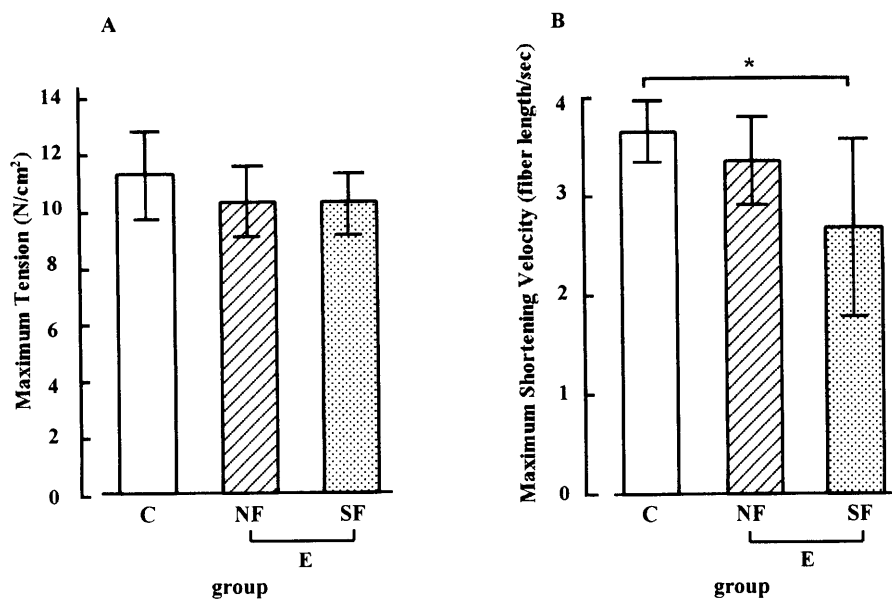 A
Maximum Tension (N/cm²)
14
12
10
8
6
4
2
0
C NF SF
E
group
B
Maximum Shortening Velocity (fiber length/sec)
*
4
3
2
1
0
C NF SF
E
group